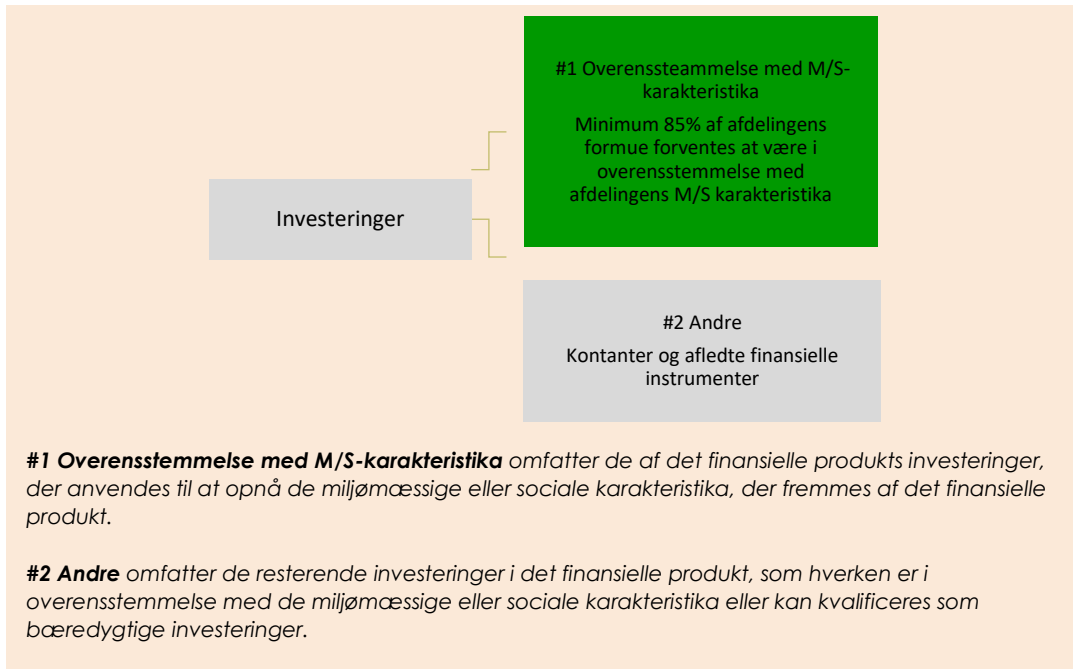 #1 Overenssteammelse med M/S-
karakteristika
Minimum 85% af afdelingens
formue forventes at være i
overensstemmelse med
afdelingens M/S karakteristika
Investeringer
#2 Andre
Kontanter og afledte finansielle
instrumenter
#1 Overensstemmelse med M/S-karakteristika omfatter de af det finansielle produkts investeringer,
der anvendes til at opnå de miljømæssige eller sociale karakteristika, der fremmes af det finansielle
produkt.
#2 Andre omfatter de resterende investeringer i det finansielle produkt, som hverken er i
overensstemmelse med de miljømæssige eller sociale karakteristika eller kan kvalificeres som
bæredygtige investeringer.